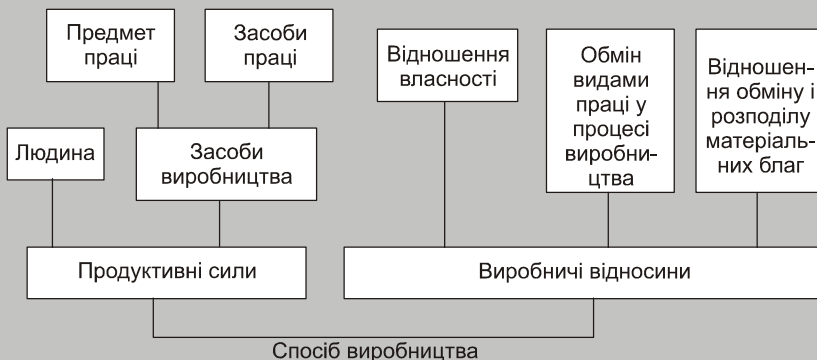 Предмет
праці
Засоби
праці
Відношення
власності
Обмін
видами
праці у
процесі
виробни-
цтва
Відношен-
ня обміну і
розподілу
матеріаль-
них благ
Людина
Засоби
виробництва
Продуктивні сили
Виробничі відносини
Спосіб виробництва